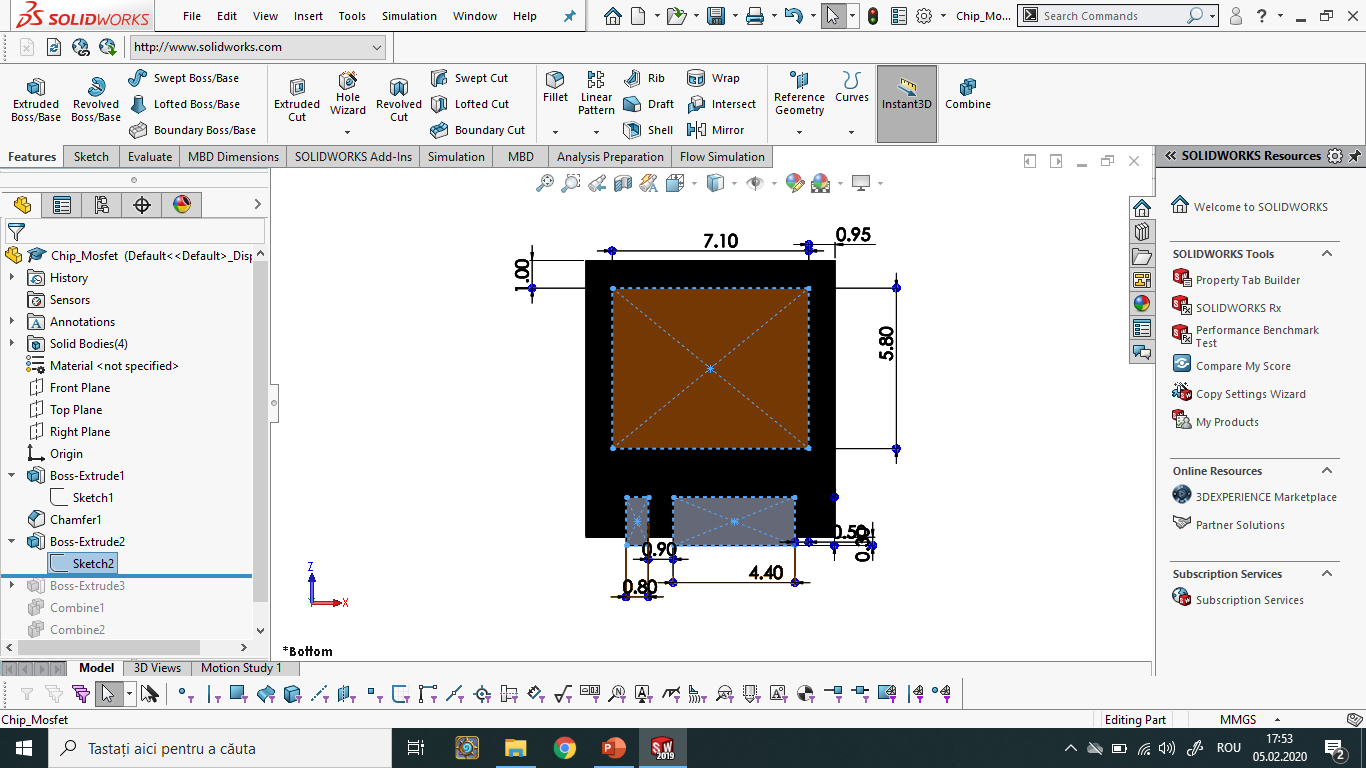 SOLIDWORKS File Edit View Insert Tools Simulation Window Help Chip_Mo... Search Commands ?
http://www.solidworks.com
Extruded Boss/Base
Revolved Boss/Base
Swept Boss/Base
Lofted Boss/Base
Boundary Boss/Base
Extruded Cut
Hole Wizard
Revolved Cut
Swept Cut
Lofted Cut
Boundary Cut
Fillet
Linear Pattern
Rib
Draft
Shell
Wrap
Intersect
Mirror
Reference Geometry
Curves
Instant3D
Combine
Features Sketch Evaluate MBD Dimensions SOLIDWORKS Add-Ins Simulation MBD Analysis Preparation Flow Simulation
Chip_Mosfet (Default<<Default>_Disp
History
Sensors
Annotations
Solid Bodies(4)
Material <not specified>
Front Plane
Top Plane
Right Plane
Origin
Boss-Extrude1
Sketch1
Chamfer1
Boss-Extrude2
Sketch2
Boss-Extrude3
Combine1
Combine2
7.10
0.95
1.00
5.80
0.50
0.90
4.40
0.80
Z
X
*Bottom
SOLIDWORKS Resources
Welcome to SOLIDWORKS
SOLIDWORKS Tools
Property Tab Builder
SOLIDWORKS Rx
Performance Benchmark
Test
Compare My Score
Copy Settings Wizard
My Products
Online Resources
3DEXPERIENCE Marketplace
Partner Solutions
Subscription Services
Subscription Services
Model 3D Views Motion Study 1
Chip_Mosfet Editing Part MMGS
Tastați aici pentru a căuta
SW 2019
ROU
17:53
05.02.2020
2